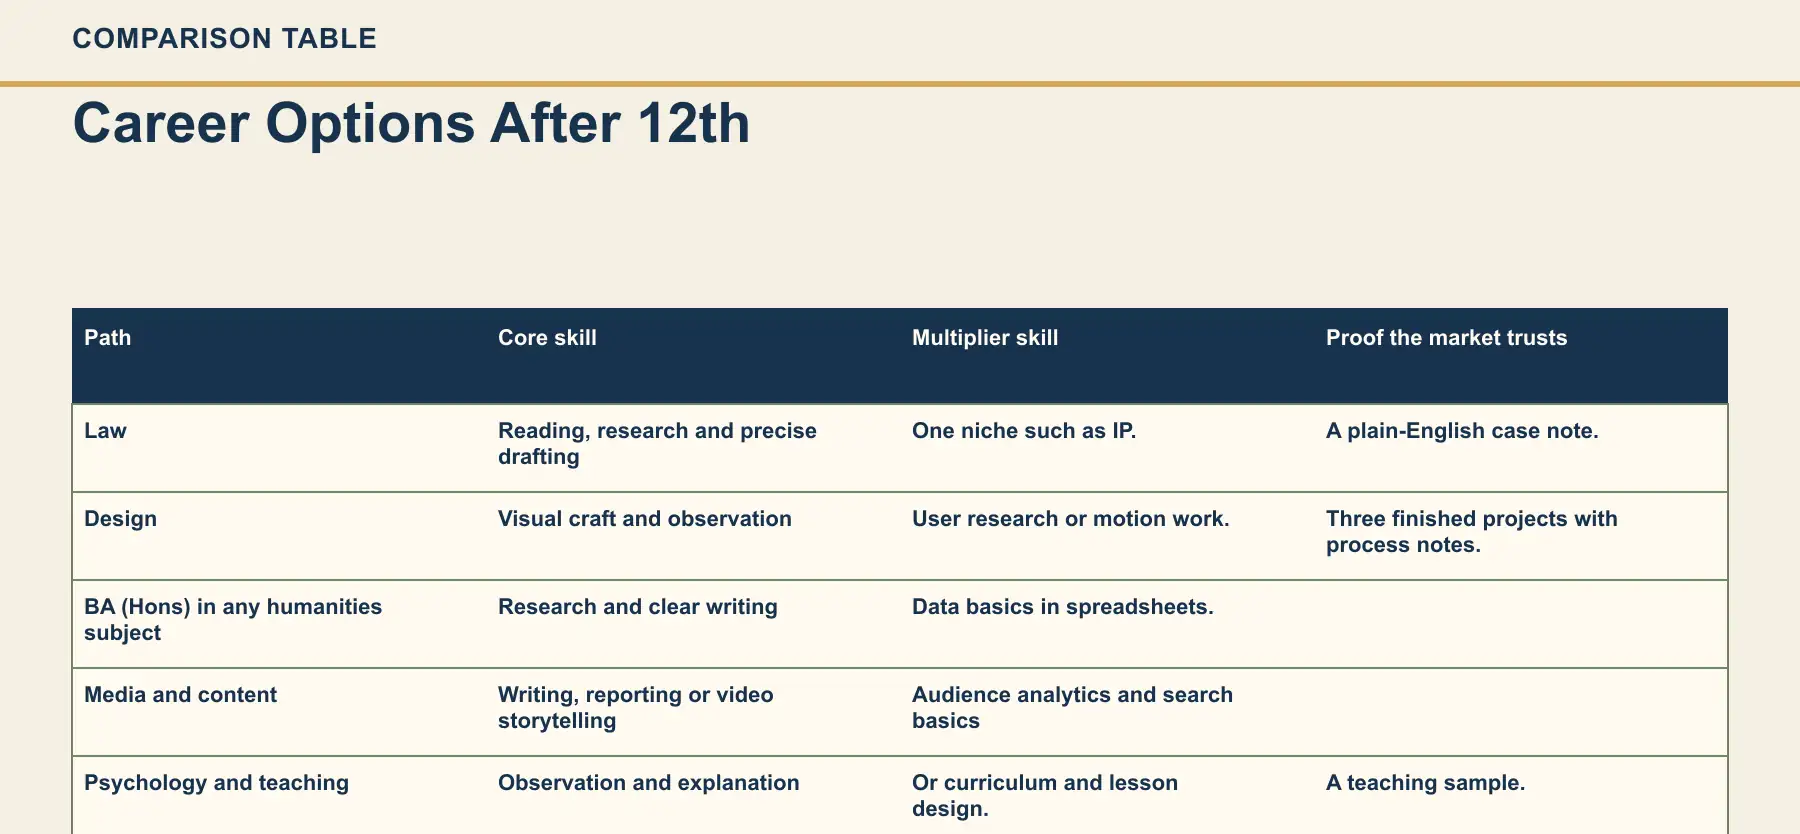 COMPARISON TABLE
Career Options After 12th
Path Core skill Multiplier skill Proof the market trusts
Law Reading, research and precise One niche such as IP. A plain-English case note.
drafting
Design Visual craft and observation User research or motion work. Three finished projects with
process notes.
BA (Hons) in any humanities Research and clear writing Data basics in spreadsheets.
subject
Media and content Writing, reporting or video Audience analytics and search
storytelling basics
Psychology and teaching Observation and explanation Or curriculum and lesson A teaching sample.
design.